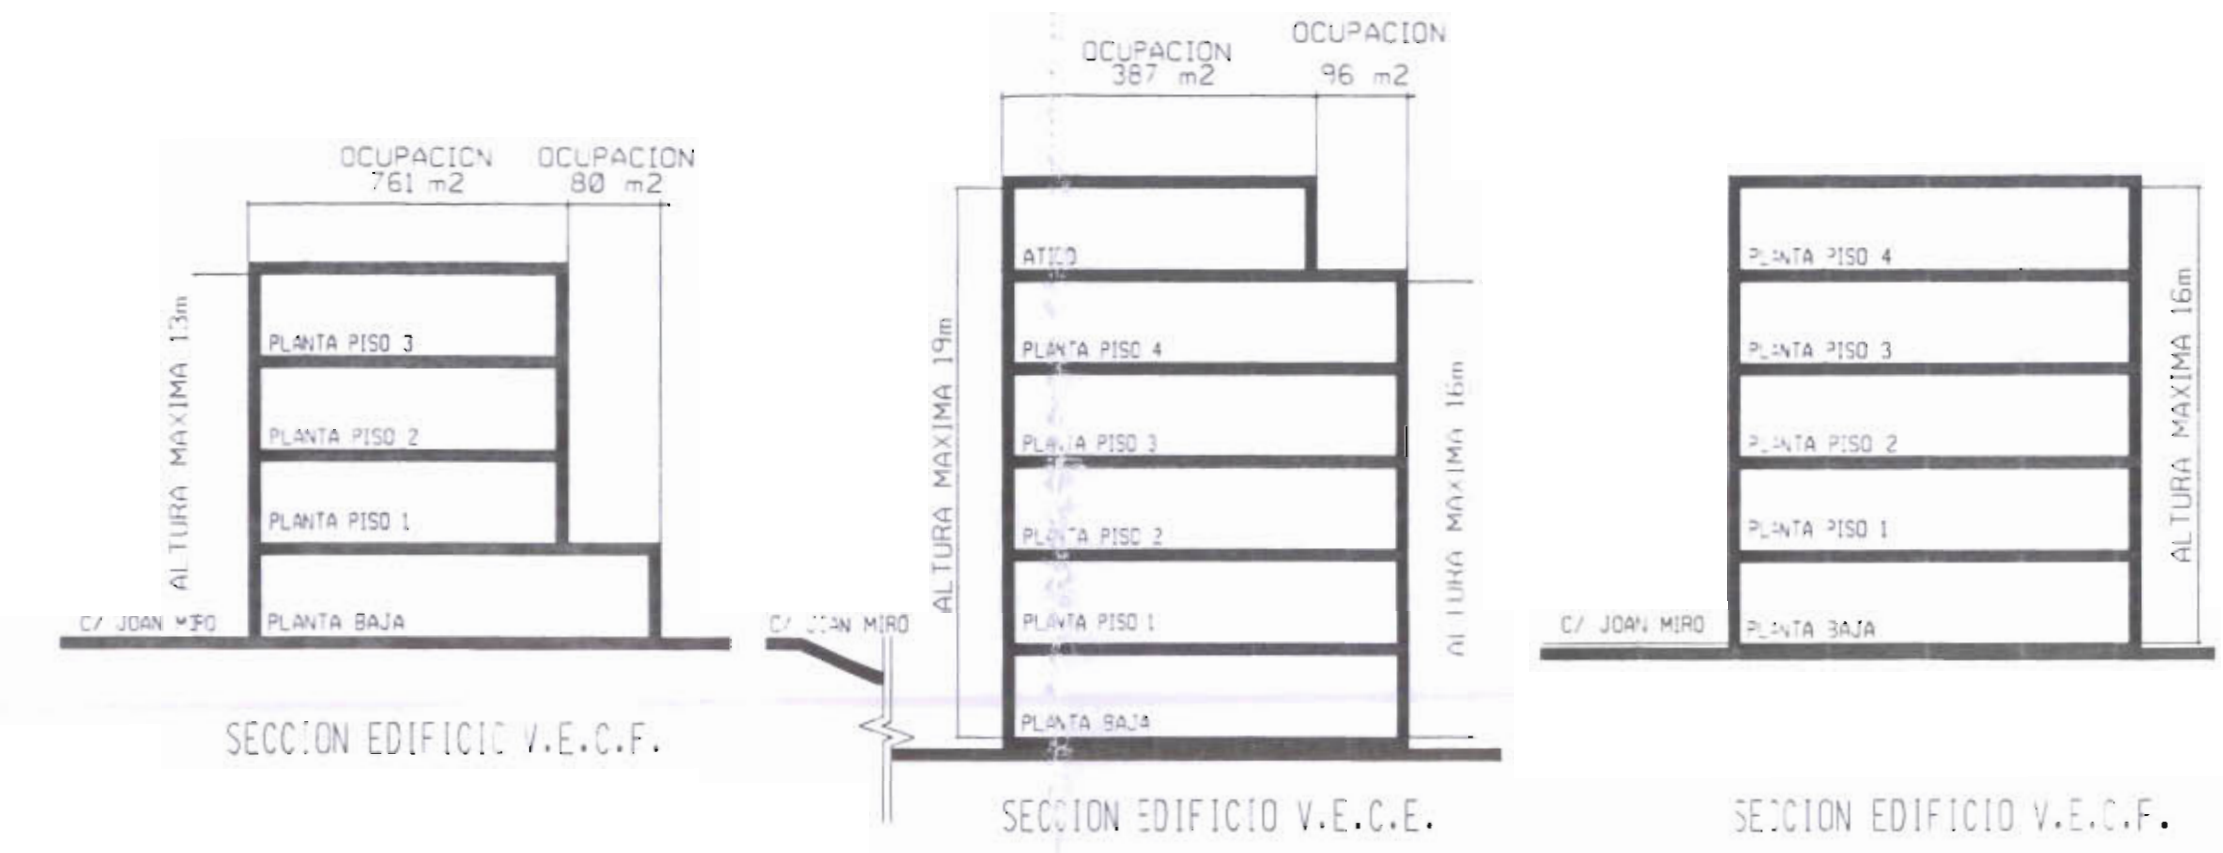 OCUPACION
761 m2
OCUPACION
80 m2
ALTURA MAXIMA 13m
PLANTA PISO 3
PLANTA PISO 2
PLANTA PISO 1
PLANTA BAJA
C/ JOAN MIRO
SECCION EDIFICIO V.E.C.F.
OCUPACION
387 m2
OCUPACION
96 m2
ALTURA MAXIMA 19m
ATICO
PLANTA PISO 4
PLANTA PISO 3
PLANTA PISO 2
PLANTA PISO 1
PLANTA BAJA
ALTURA MAXIMA 16m
C/ JOAN MIRO
SECCION EDIFICIO V.E.C.E.
PLANTA PISO 4
PLANTA PISO 3
PLANTA PISO 2
PLANTA PISO 1
PLANTA BAJA
ALTURA MAXIMA 16m
C/ JOAN MIRO
SECCION EDIFICIO V.E.C.F.